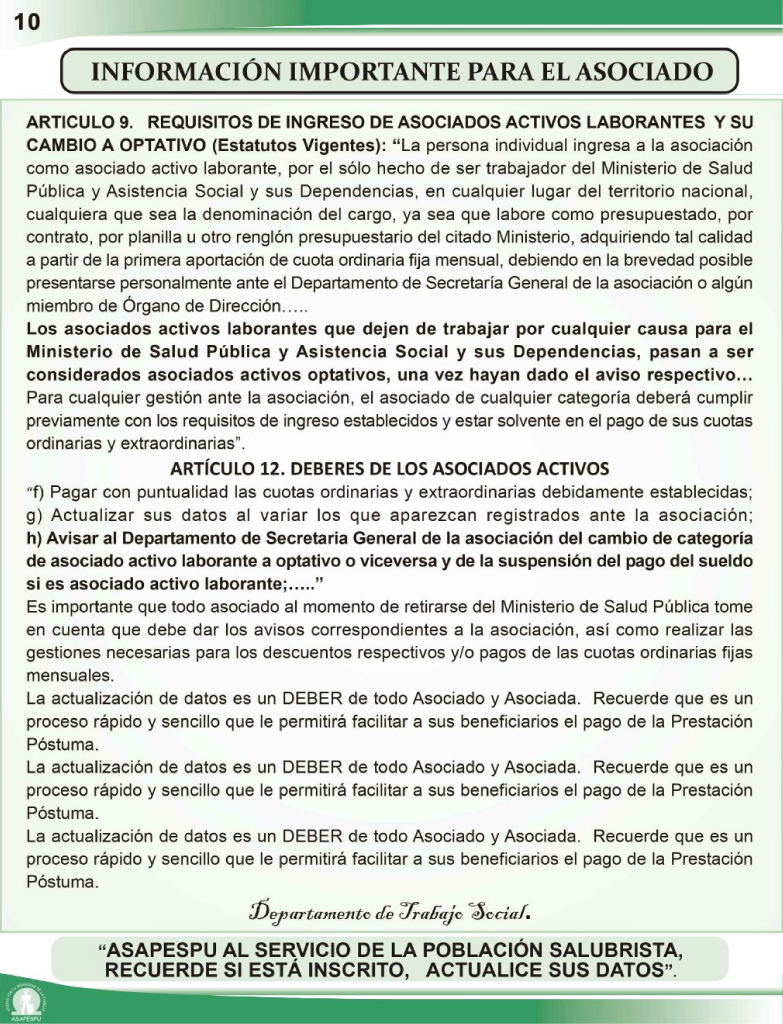 10
INFORMACIÓN IMPORTANTE PARA EL ASOCIADO
ARTICULO 9. REQUISITOS DE INGRESO DE ASOCIADOS ACTIVOS LABORANTES Y SU
CAMBIO A OPTATIVO (Estatutos Vigentes): “La persona individual ingresa a la asociación
como asociado activo laborante, por el sólo hecho de ser trabajador del Ministerio de Salud
Pública y Asistencia Social y sus Dependencias, en cualquier lugar del territorio nacional,
cualquiera que sea la denominación del cargo, ya sea que labore como presupuestado, por
contrato, por planilla u otro renglón presupuestario del citado Ministerio, adquiriendo tal calidad
a partir de la primera aportación de cuota ordinaria fija mensual, debiendo en la brevedad posible
presentarse personalmente ante el Departamento de Secretaría General de la asociación o algún
miembro de Órgano de Dirección…..
Los asociados activos laborantes que dejen de trabajar por cualquier causa para el
Ministerio de Salud Pública y Asistencia Social y sus Dependencias, pasan a ser
considerados asociados activos optativos, una vez hayan dado el aviso respectivo…
Para cualquier gestión ante la asociación, el asociado de cualquier categoría deberá cumplir
previamente con los requisitos de ingreso establecidos y estar solvente en el pago de sus cuotas
ordinarias y extraordinarias”.
ARTÍCULO 12. DEBERES DE LOS ASOCIADOS ACTIVOS
“f) Pagar con puntualidad las cuotas ordinarias y extraordinarias debidamente establecidas;
g) Actualizar sus datos al variar los que aparezcan registrados ante la asociación;
h) Avisar al Departamento de Secretaria General de la asociación del cambio de categoría
de asociado activo laborante a optativo o viceversa y de la suspensión del pago del sueldo
si es asociado activo laborante;…..”
Es importante que todo asociado al momento de retirarse del Ministerio de Salud Pública tome
en cuenta que debe dar los avisos correspondientes a la asociación, así como realizar las
gestiones necesarias para los descuentos respectivos y/o pagos de las cuotas ordinarias fijas
mensuales.
La actualización de datos es un DEBER de todo Asociado y Asociada. Recuerde que es un
proceso rápido y sencillo que le permitirá facilitar a sus beneficiarios el pago de la Prestación
Póstuma.
La actualización de datos es un DEBER de todo Asociado y Asociada. Recuerde que es un
proceso rápido y sencillo que le permitirá facilitar a sus beneficiarios el pago de la Prestación
Póstuma.
La actualización de datos es un DEBER de todo Asociado y Asociada. Recuerde que es un
proceso rápido y sencillo que le permitirá facilitar a sus beneficiarios el pago de la Prestación
Póstuma.
Departamento de Trabajo Social.
“ASAPESPU AL SERVICIO DE LA POBLACIÓN SALUBRISTA,
RECUERDE SI ESTÁ INSCRITO, ACTUALICE SUS DATOS”.
ASAPESPU